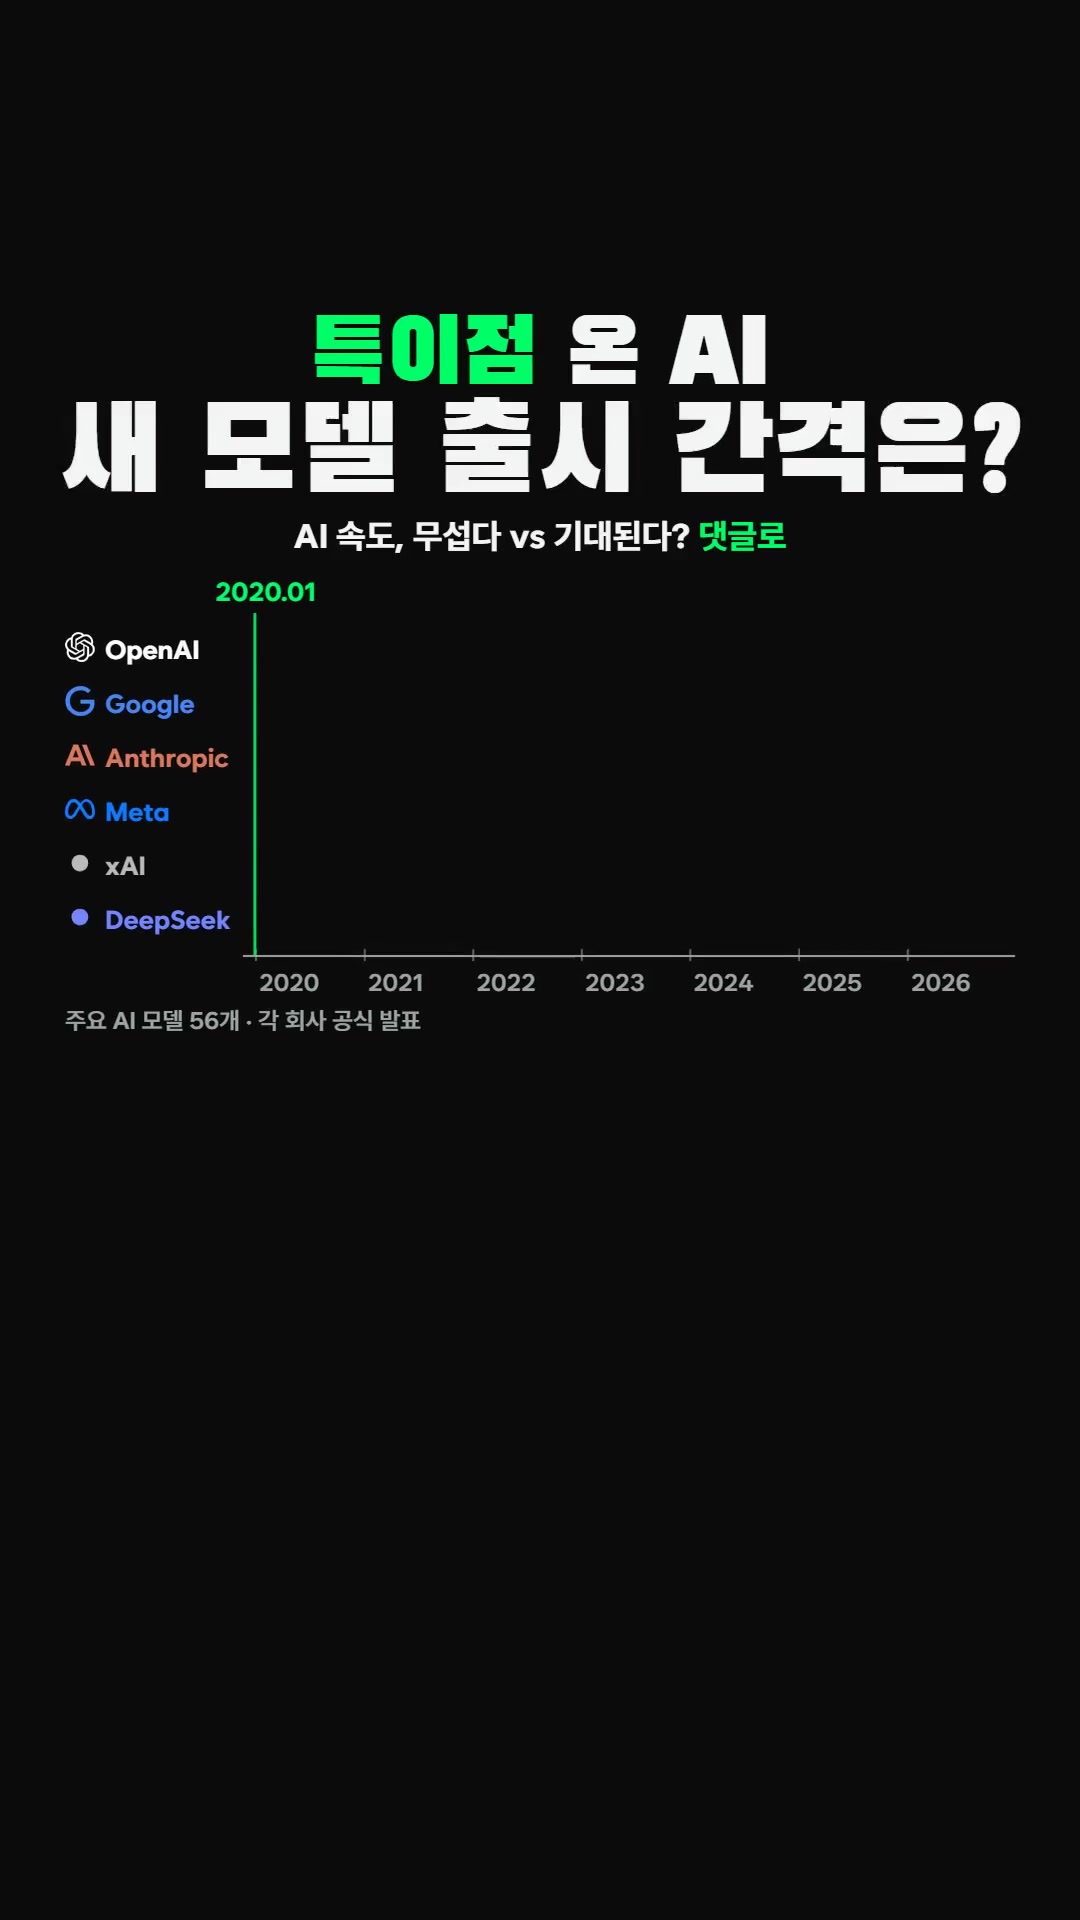 특이점 온 AI
새 모델 출시 간격은?
AI 속도, 무섭다 vs 기대된다? 댓글로
2020.01
OpenAI
Google
Anthropic
Meta
xAI
DeepSeek
2020 2021 2022 2023 2024 2025 2026
주요 AI 모델 56개 · 각 회사 공식 발표